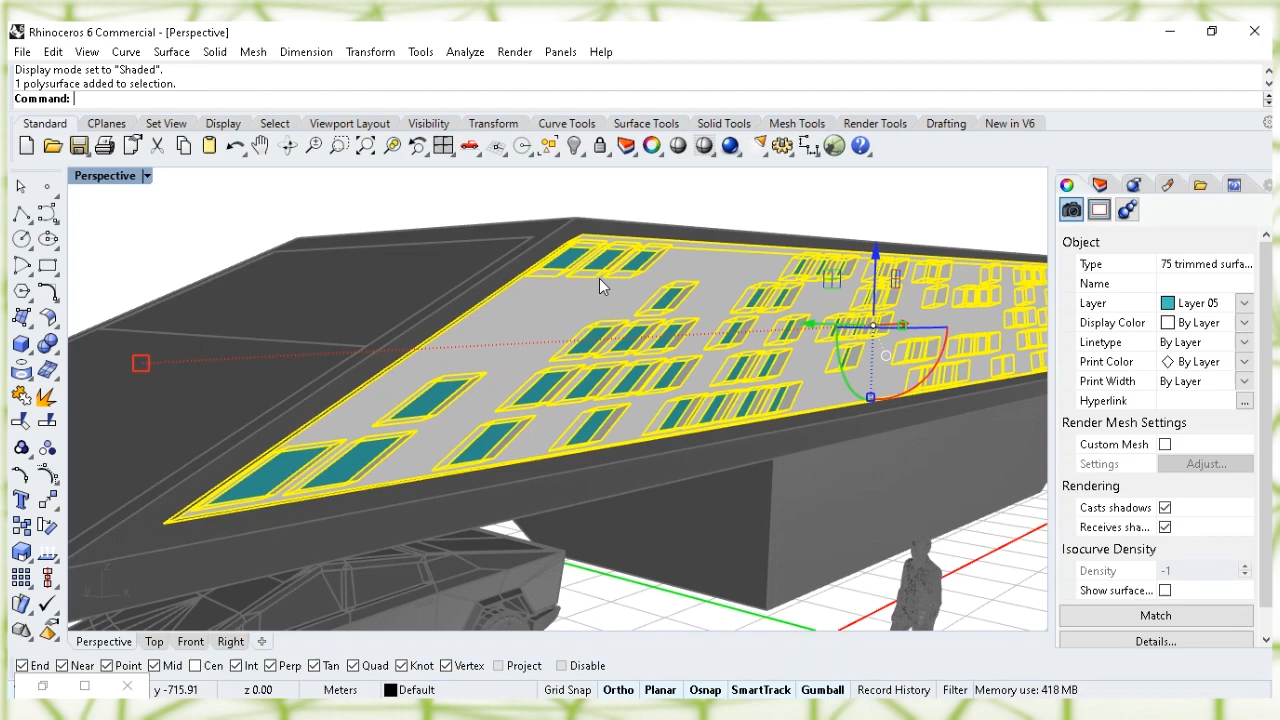 Rhinoceros 6 Commercial - [Perspective]
File Edit View Curve Surface Solid Mesh Dimension Transform Tools Analyze Render Panels Help
Display mode set to "Shaded".
1 polysurface added to selection.
Command:
Standard CPlanes Set View Display Select Viewport Layout Visibility Transform Curve Tools Surface Tools Solid Tools Mesh Tools Render Tools Drafting New in V6
Perspective
Object
Type 75 trimmed surfa...
Name
Layer Layer 05
Display Color By Layer
Linetype By Layer
Print Color By Layer
Print Width By Layer
Hyperlink ...
Render Mesh Settings
Custom Mesh
Settings Adjust...
Rendering
Casts shadows
Receives sha...
Isocurve Density
Density -1
Show surface...
Match
Details...
Perspective Top Front Right
End Near Point Mid Cen Int Perp Tan Quad Knot Vertex Project Disable
y -715.91 z 0.00 Meters Default Grid Snap Ortho Planar Osnap SmartTrack Gumball Record History Filter Memory use: 418 MB